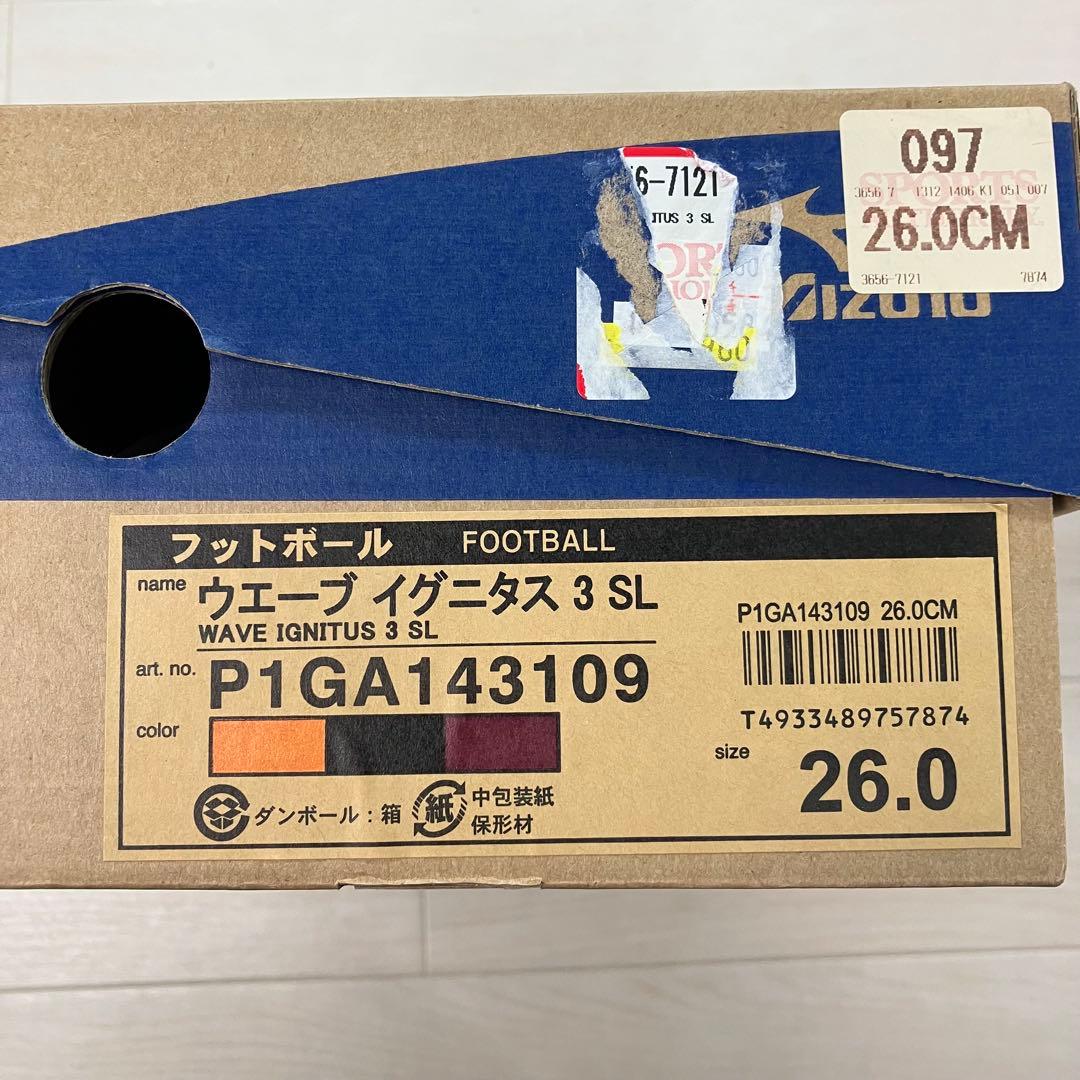 097
3656 7 1312 1406 K1 051 007
SPORTS
26.0CM
3656-7121 7874
6-7121
ITUS 3 SL
MIZUNO
フットボール FOOTBALL
name ウエーブ イグニタス 3 SL
WAVE IGNITUS 3 SL
art. no. P1GA143109
color
P1GA143109 26.0CM
T4933489757874
size 26.0
ダンボール：箱
紙 中包装紙
保形材